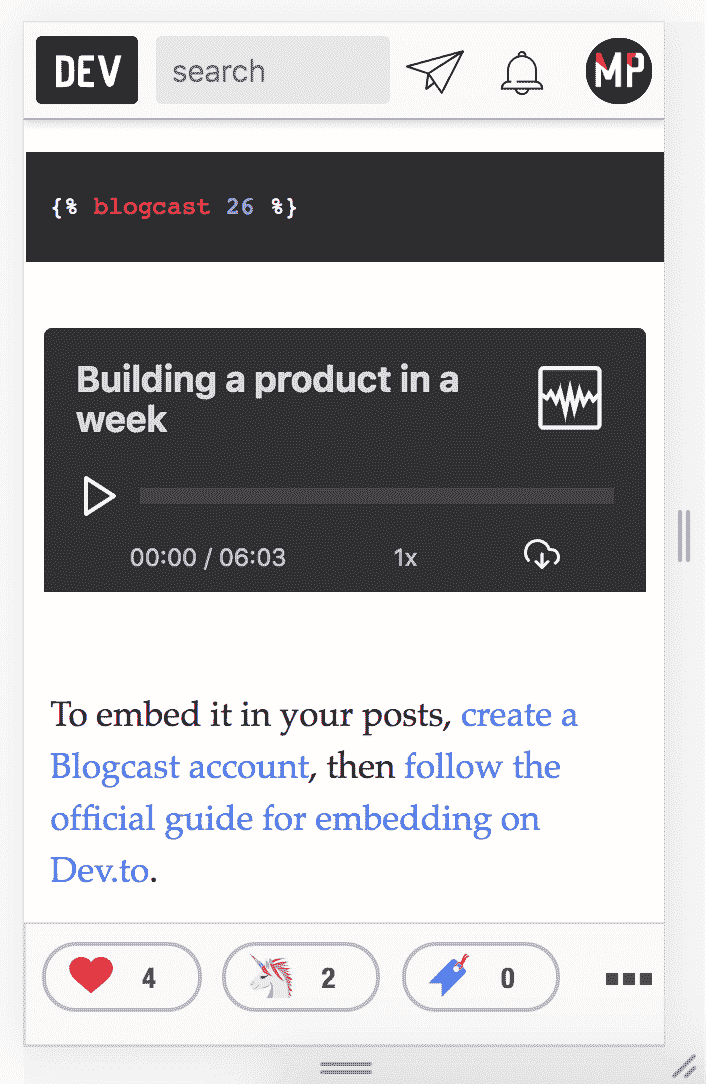 DEV search MP
{% blogcast 26 %}
Building a product in a
week
00:00 / 06:03 1x
To embed it in your posts, create a
Blogcast account, then follow the
official guide for embedding on
Dev.to.
4 2 0